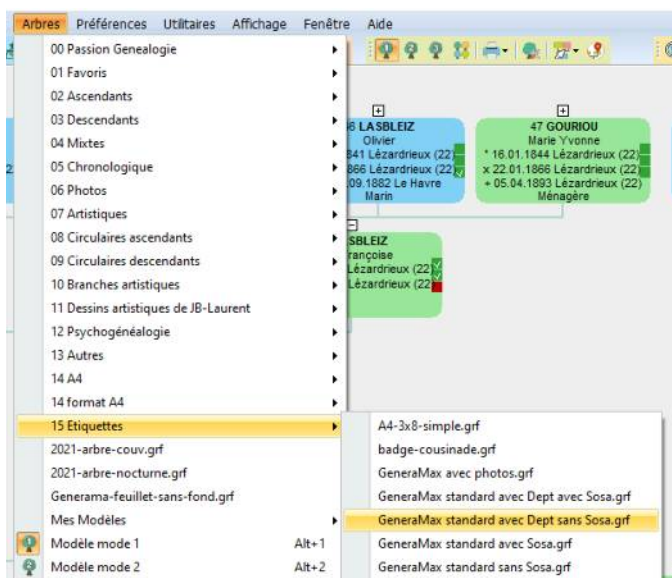 Arbres Préférences Utilitaires Affichage Fenêtre Aide
00 Passion Genealogie
01 Favoris
02 Ascendants
03 Descendants
04 Mixtes
05 Chronologique
06 Photos
07 Artistiques
08 Circulaires ascendants
09 Circulaires descendants
10 Branches artistiques
11 Dessins artistiques de JB-Laurent
12 Psychogénéalogie
13 Autres
14 A4
14 format A4
15 Etiquettes
2021-arbre-couv.grf
2021-arbre-nocturne.grf
Generama-feuillet-sans-fond.grf
Mes Modèles
Modèle mode 1 Alt+1
Modèle mode 2 Alt+2
A4-3x8-simple.grf
badge-cousinade.grf
GeneraMax avec photos.grf
GeneraMax standard avec Dept avec Sosa.grf
GeneraMax standard avec Dept sans Sosa.grf
GeneraMax standard avec Sosa.grf
GeneraMax standard sans Sosa.grf
6 LASBLEIZ
Olivier
841 Lézardrieux (22)
866 Lézardrieux (22)
.09.1882 Le Havre
Marin
47 GOURIOU
Marie Yvonne
* 16.01.1844 Lézardrieux (22)
x 22.01.1866 Lézardrieux (22)
+ 05.04.1893 Lézardrieux (22)
Ménagère
SBLEIZ
rançoise
Lézardrieux (22)
Lézardrieux (22)